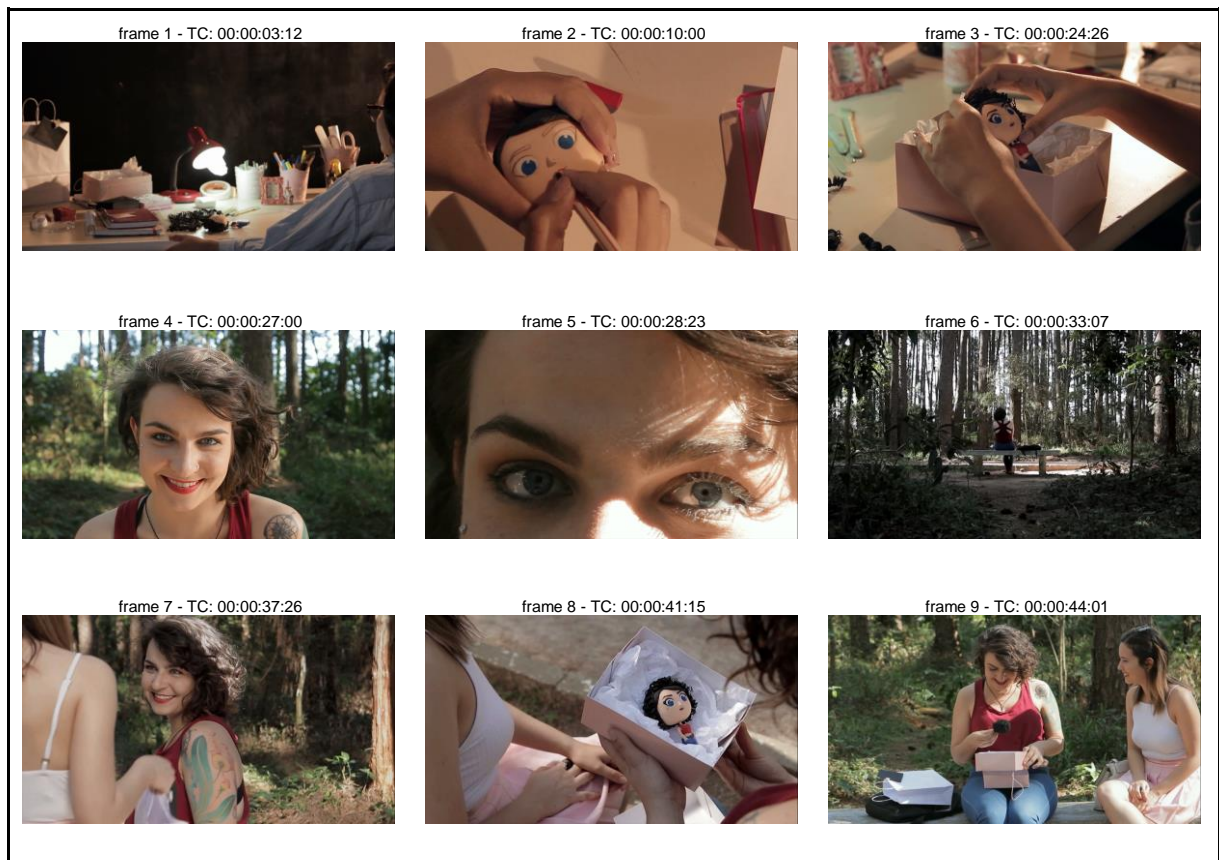 frame 1 - TC: 00:00:03:12
frame 2 - TC: 00:00:10:00
frame 3 - TC: 00:00:24:26
frame 4 - TC: 00:00:27:00
frame 5 - TC: 00:00:28:23
frame 6 - TC: 00:00:33:07
frame 7 - TC: 00:00:37:26
frame 8 - TC: 00:00:41:15
frame 9 - TC: 00:00:44:01